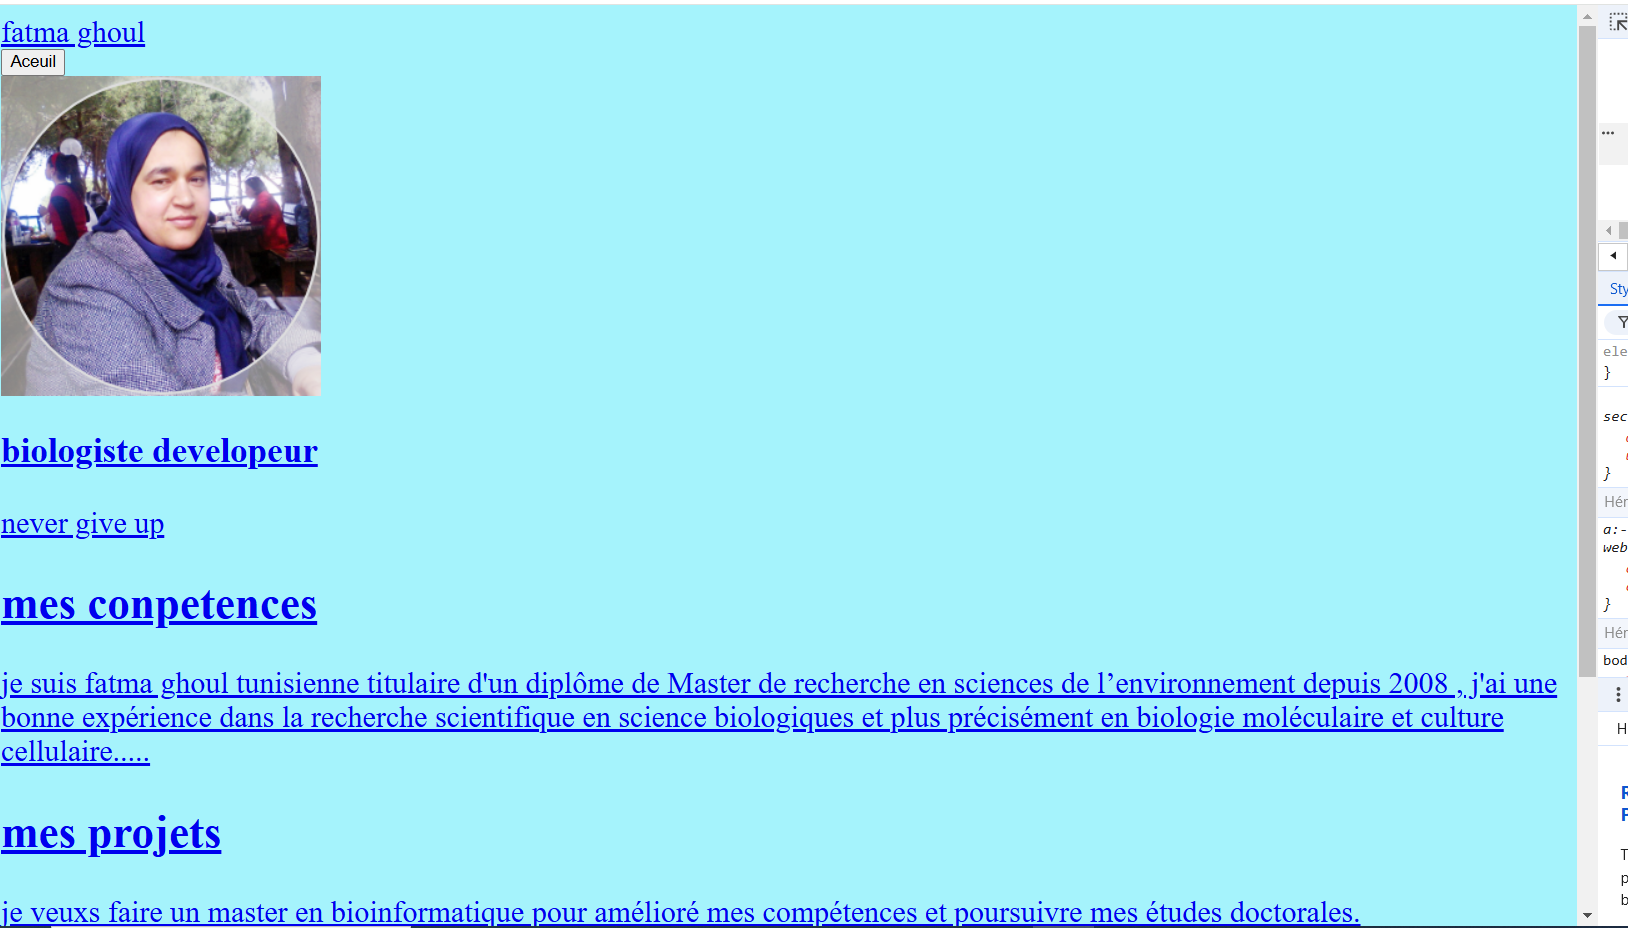 fatma ghoul
Aceuil
biologiste developeur
never give up
mes conpetences
je suis fatma ghoul tunisienne titulaire d'un diplôme de Master de recherche en sciences de l’environnement depuis 2008 , j'ai une
bonne expérience dans la recherche scientifique en science biologiques et plus précisément en biologie moléculaire et culture
cellulaire.....
mes projets
je veuxs faire un master en bioinformatique pour amélioré mes compétences et poursuivre mes études doctorales.
...
Sty
ele
}
sec
}
Hér
a:-
web
}
Hér
bod
H
T
p
b